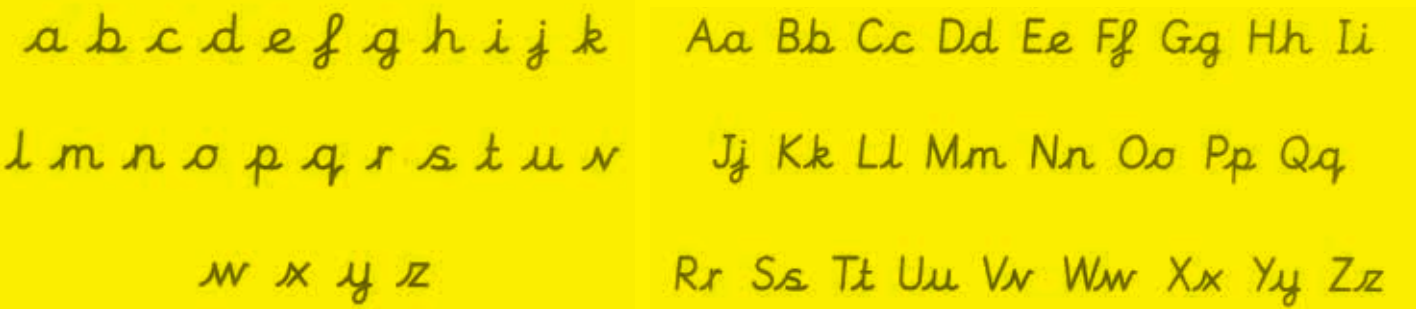 a b c d e f g h i j k
l m n o p q r s t u v
w x y z
Aa Bb Cc Dd Ee Ff Gg Hh Ii
Jj Kk Ll Mm Nn Oo Pp Qq
Rr Ss Tt Uu Vv Ww Xx Yy Zz